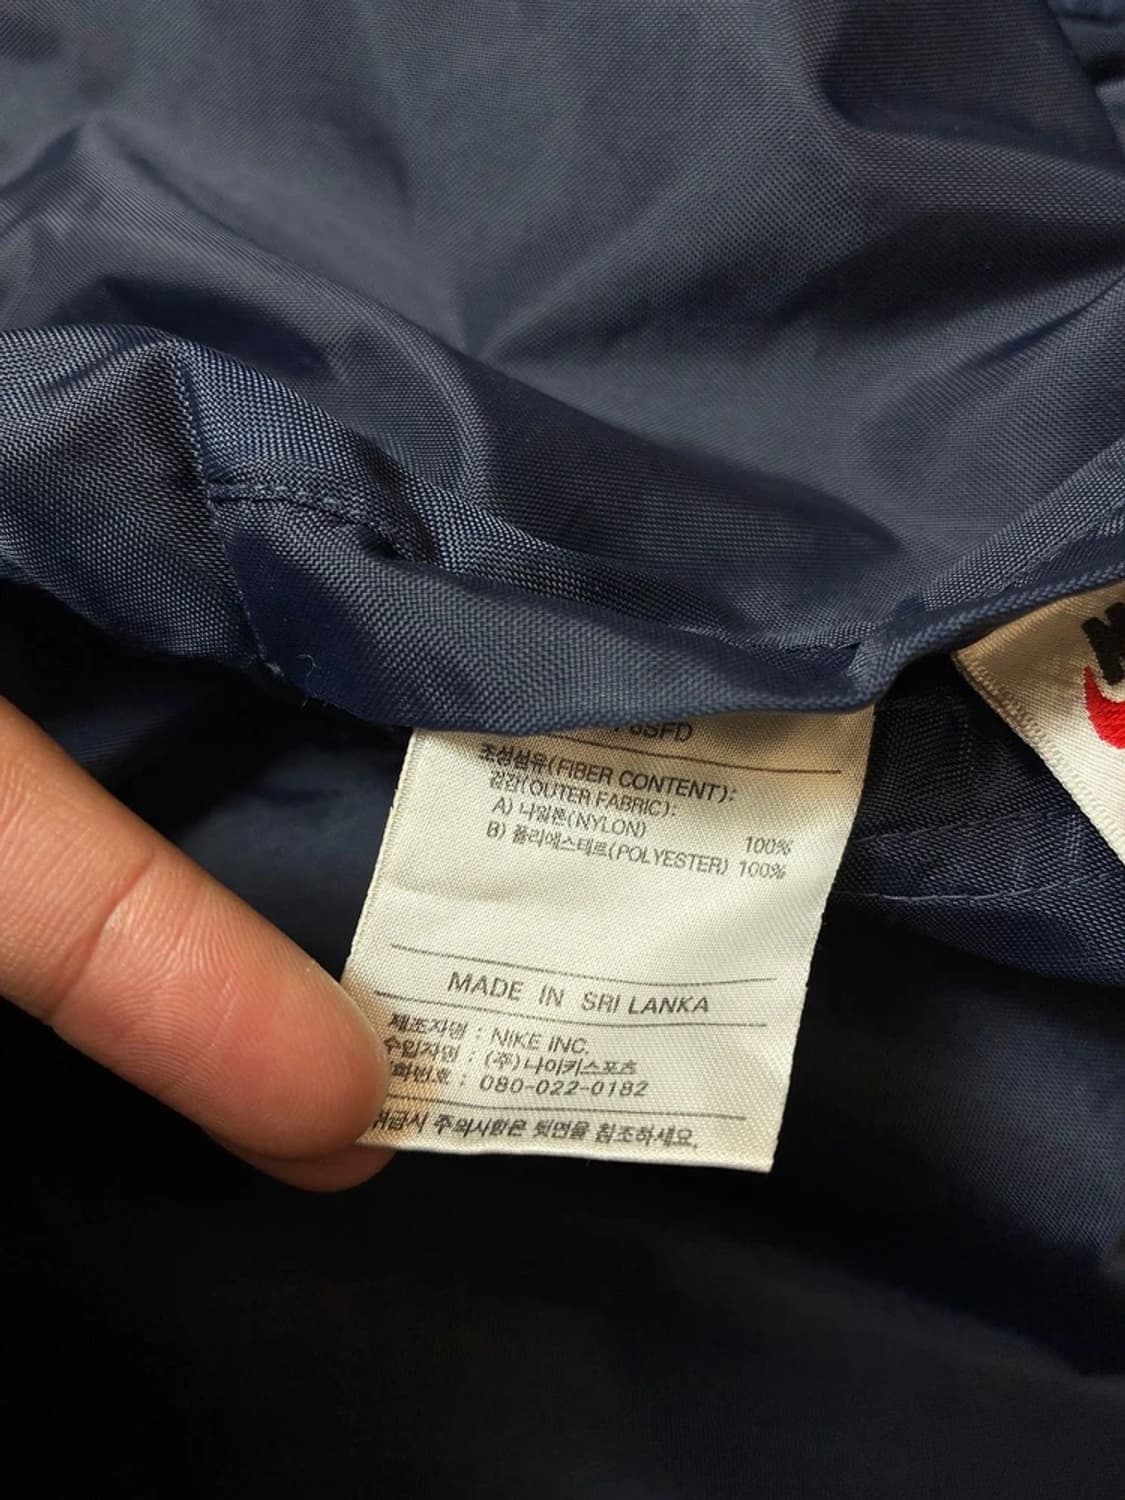 조성섬유(FIBER CONTENT):
겉감(OUTER FABRIC):
A) 나일론(NYLON) 100%
B) 폴리에스테르(POLYESTER) 100%
MADE IN SRI LANKA
제조자명 : NIKE INC.
수입자명 : (주)나이키스포츠
화번호 : 080-022-0182
취급시 주의사항은 뒷면을 참조하세요.